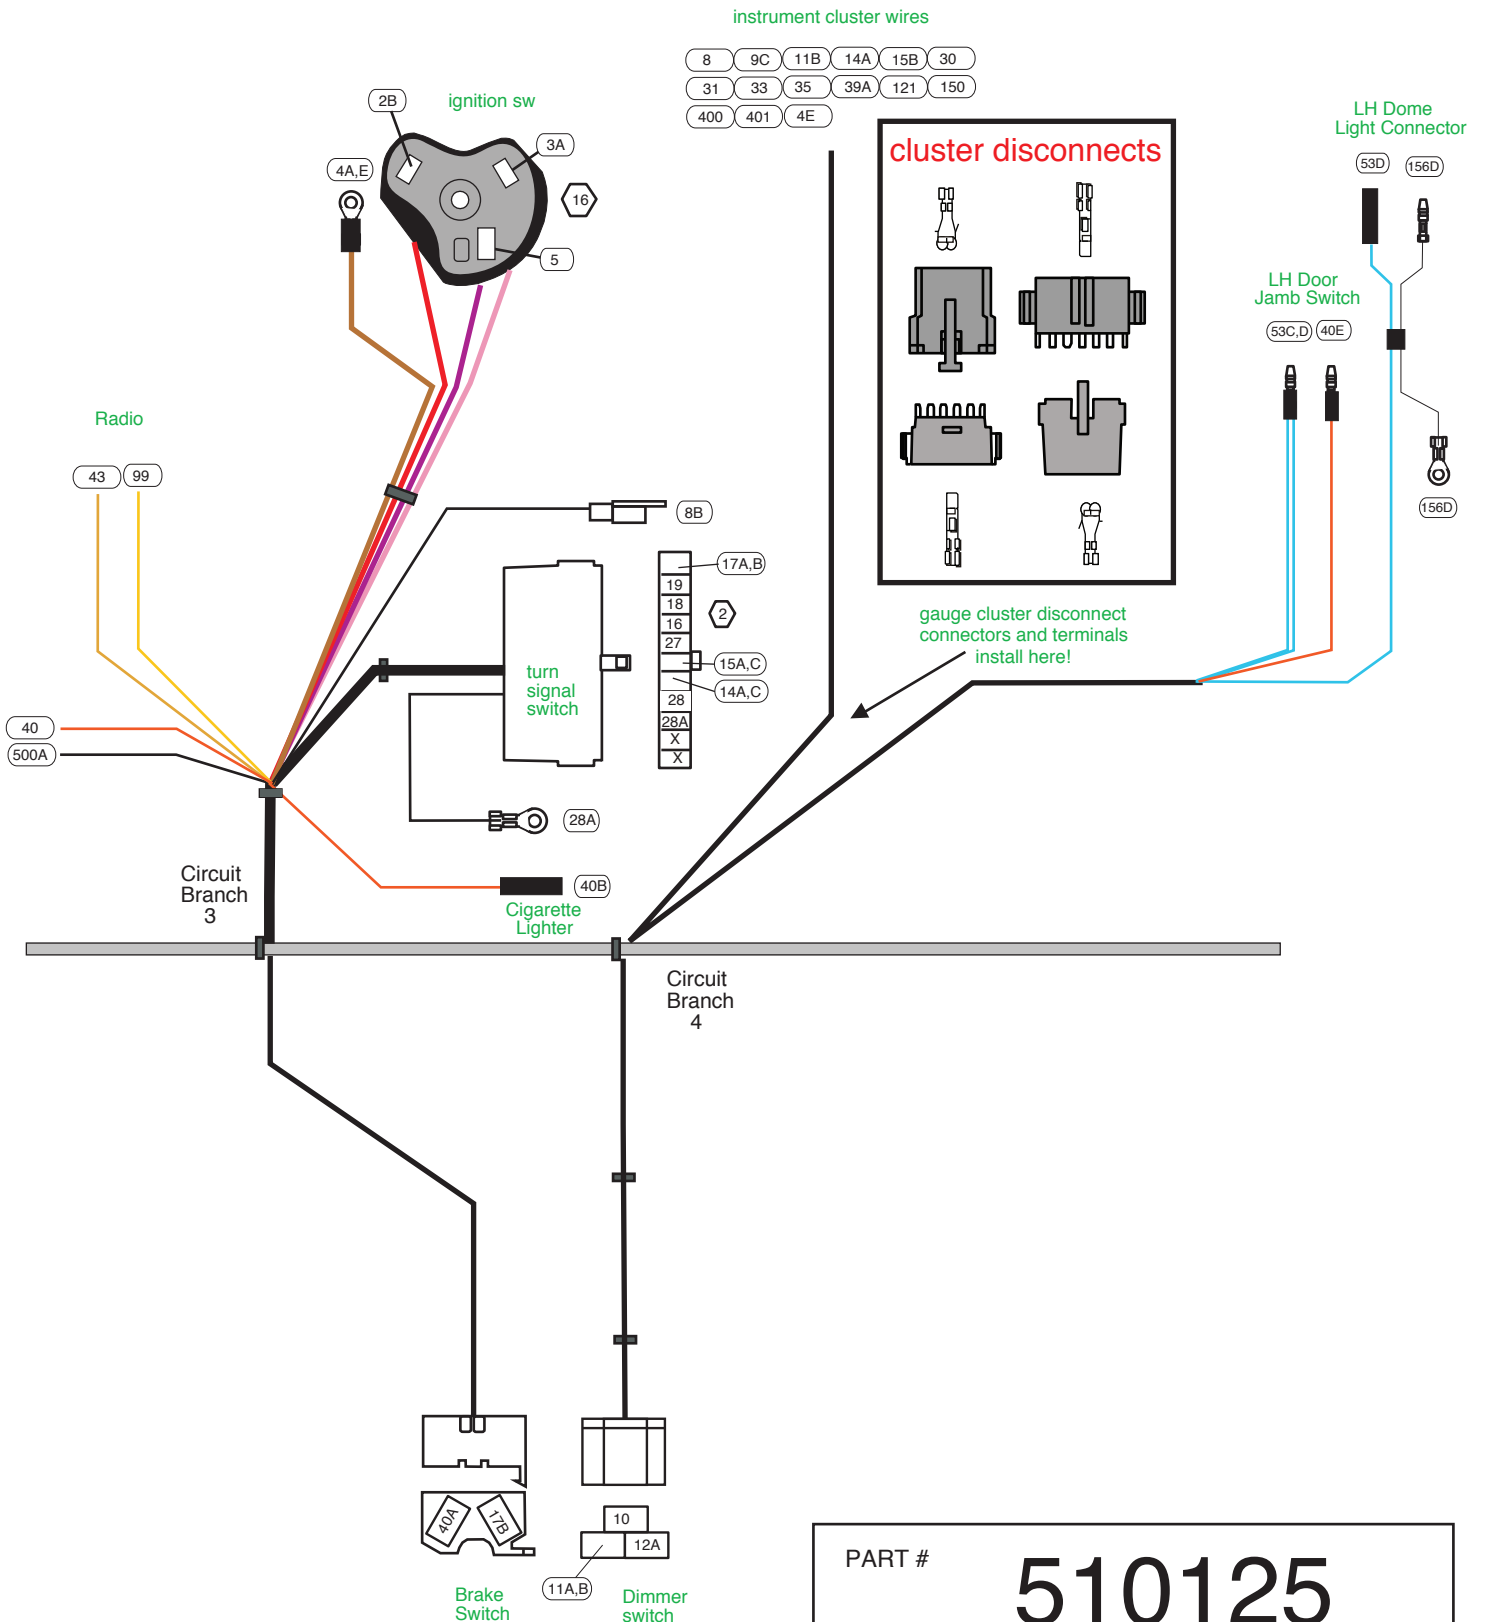 instrument cluster wires
8 9C 11B 14A 15B 30
31 33 35 39A 121 150
400 401 4E
2B
ignition sw
3A
4A,E
16
5
cluster disconnects
LH Dome
Light Connector
53D 156D
LH Door
Jamb Switch
53C,D 40E
156D
Radio
43 99
8B
17A,B
19
18
2
16
27
15A,C
14A,C
28
28A
X
X
turn
signal
switch
gauge cluster disconnect
connectors and terminals
install here!
40
500A
28A
Circuit
Branch
3
40B
Cigarette
Lighter
Circuit
Branch
4
40A 17B
10
12A
11A,B
Brake
Switch
Dimmer
switch
PART # 510125